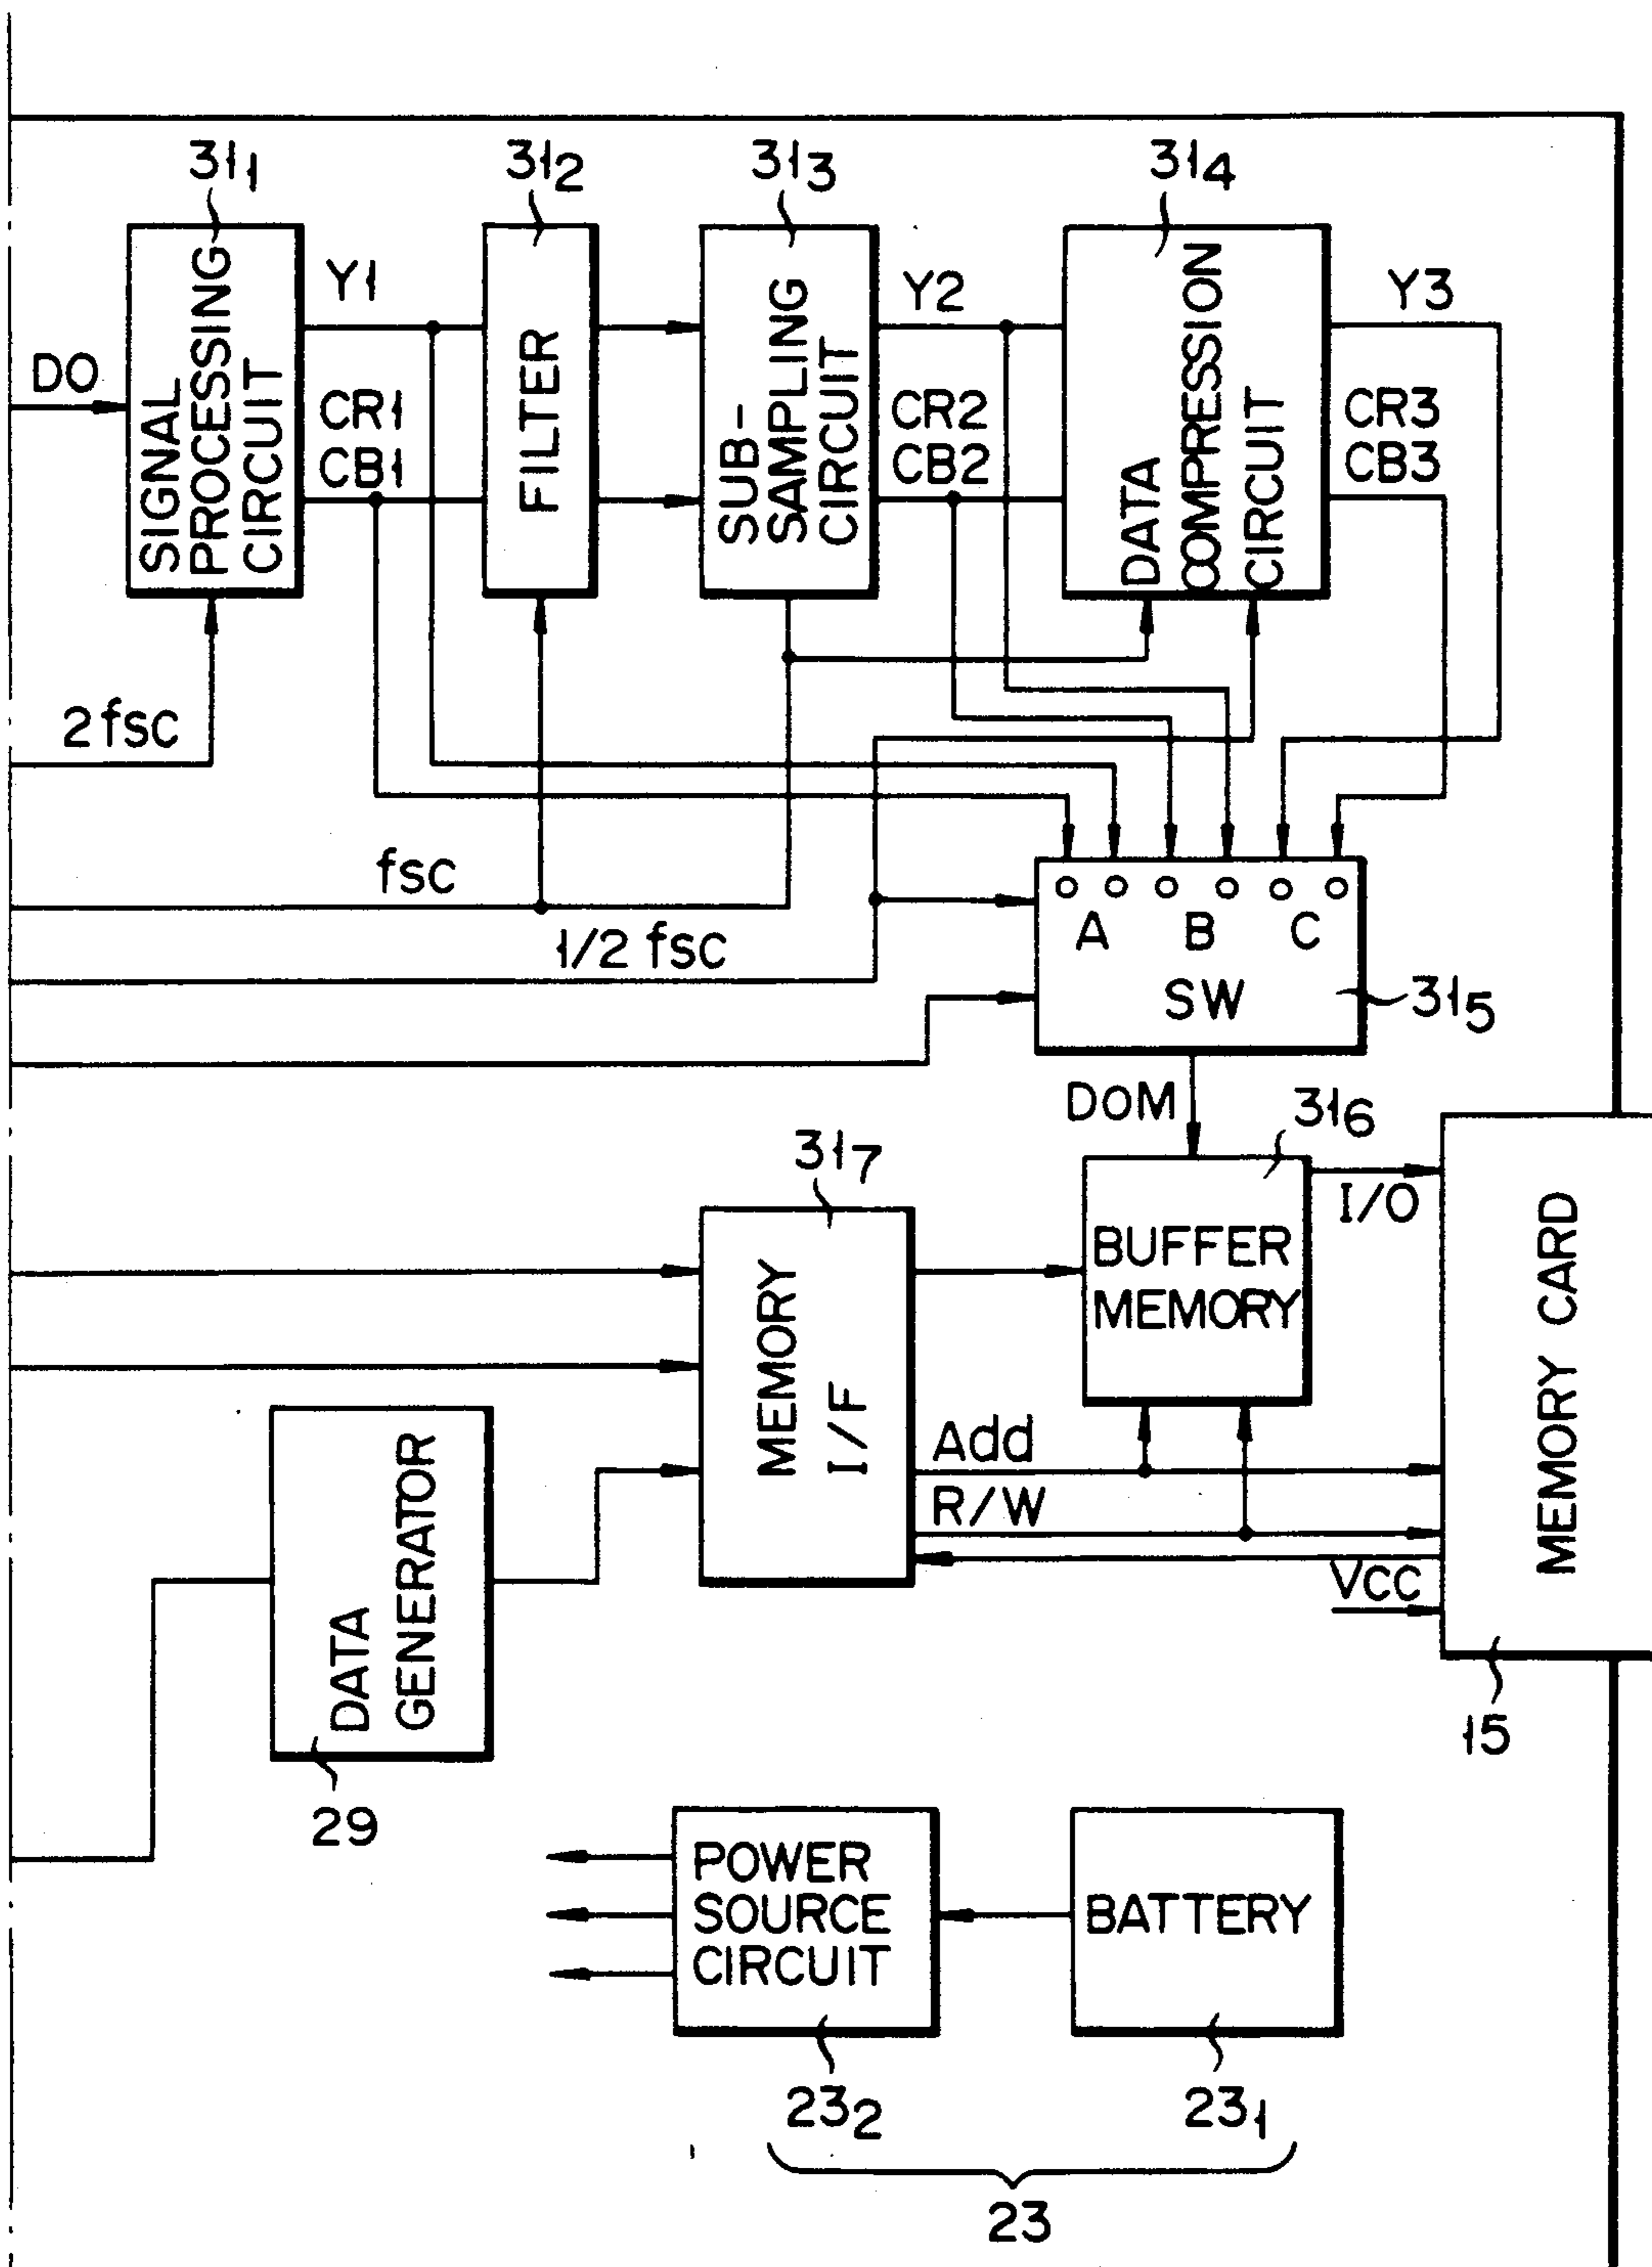 31₁
31₂
31₃
31₄
SIGNAL
PROCESSING
CIRCUIT
FILTER
SUB-
SAMPLING
CIRCUIT
DATA
COMPRESSION
CIRCUIT
DO
Y1
CR1
CB1
Y2
CR2
CB2
Y3
CR3
CB3
2fsc
fsc
1/2 fsc
A B C
SW
31₅
DoM
31₆
31₇
BUFFER
MEMORY
I/O
MEMORY
I/F
MEMORY CARD
Add
R/W
Vcc
15
DATA
GENERATOR
29
POWER
SOURCE
CIRCUIT
BATTERY
23₂
23₁
23